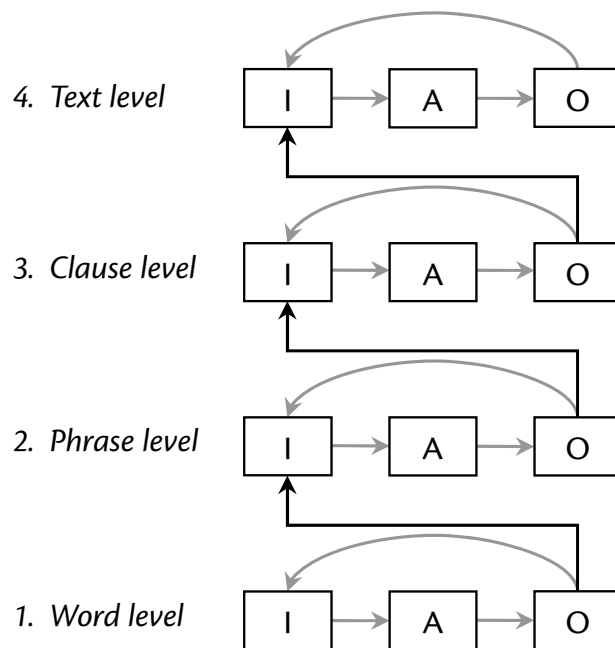 4. Text level I A O
3. Clause level I A O
2. Phrase level I A O
1. Word level I A O